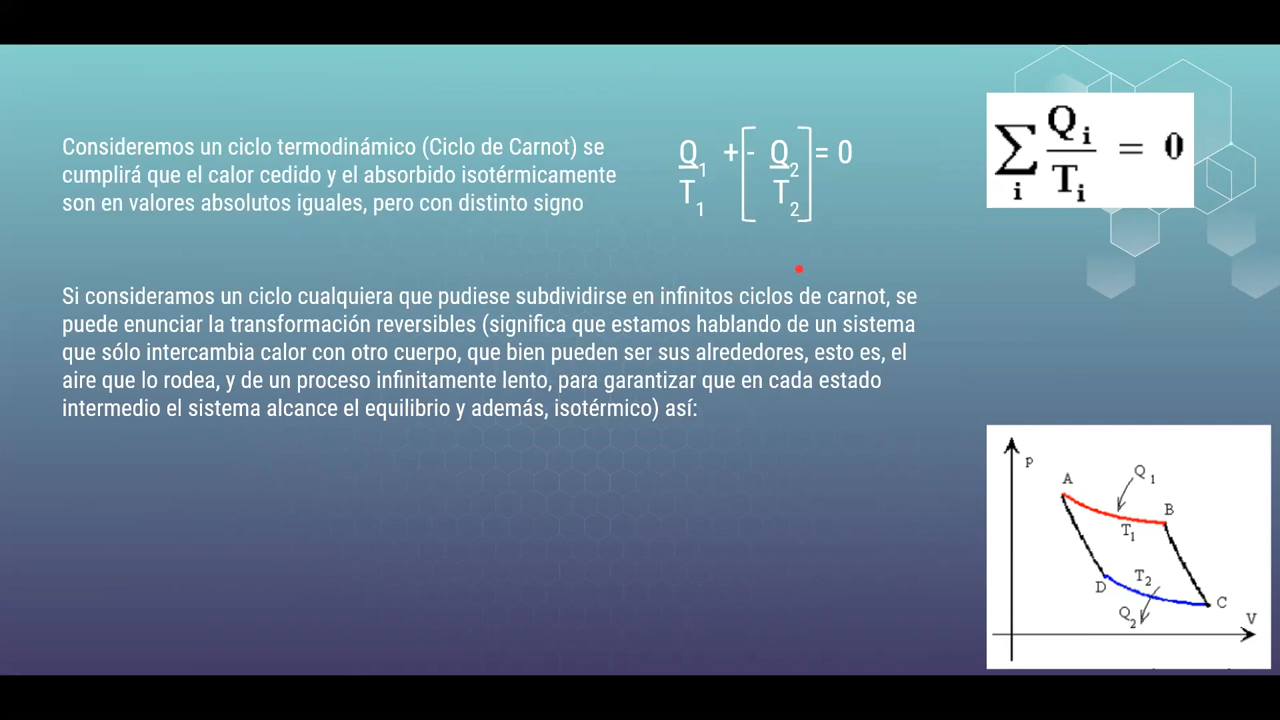 Consideremos un ciclo termodinámico (Ciclo de Carnot) se
cumplirá que el calor cedido y el absorbido isotérmicamente
son en valores absolutos iguales, pero con distinto signo
Q1 + [- Q2] = 0
T1 T2
∑ Qi = 0
i Ti
Si consideramos un ciclo cualquiera que pudiese subdividirse en infinitos ciclos de carnot, se
puede enunciar la transformación reversibles (significa que estamos hablando de un sistema
que sólo intercambia calor con otro cuerpo, que bien pueden ser sus alrededores, esto es, el
aire que lo rodea, y de un proceso infinitamente lento, para garantizar que en cada estado
intermedio el sistema alcance el equilibrio y además, isotérmico) así:
P
A
Q1
B
T1
T2
D
C
Q2
V